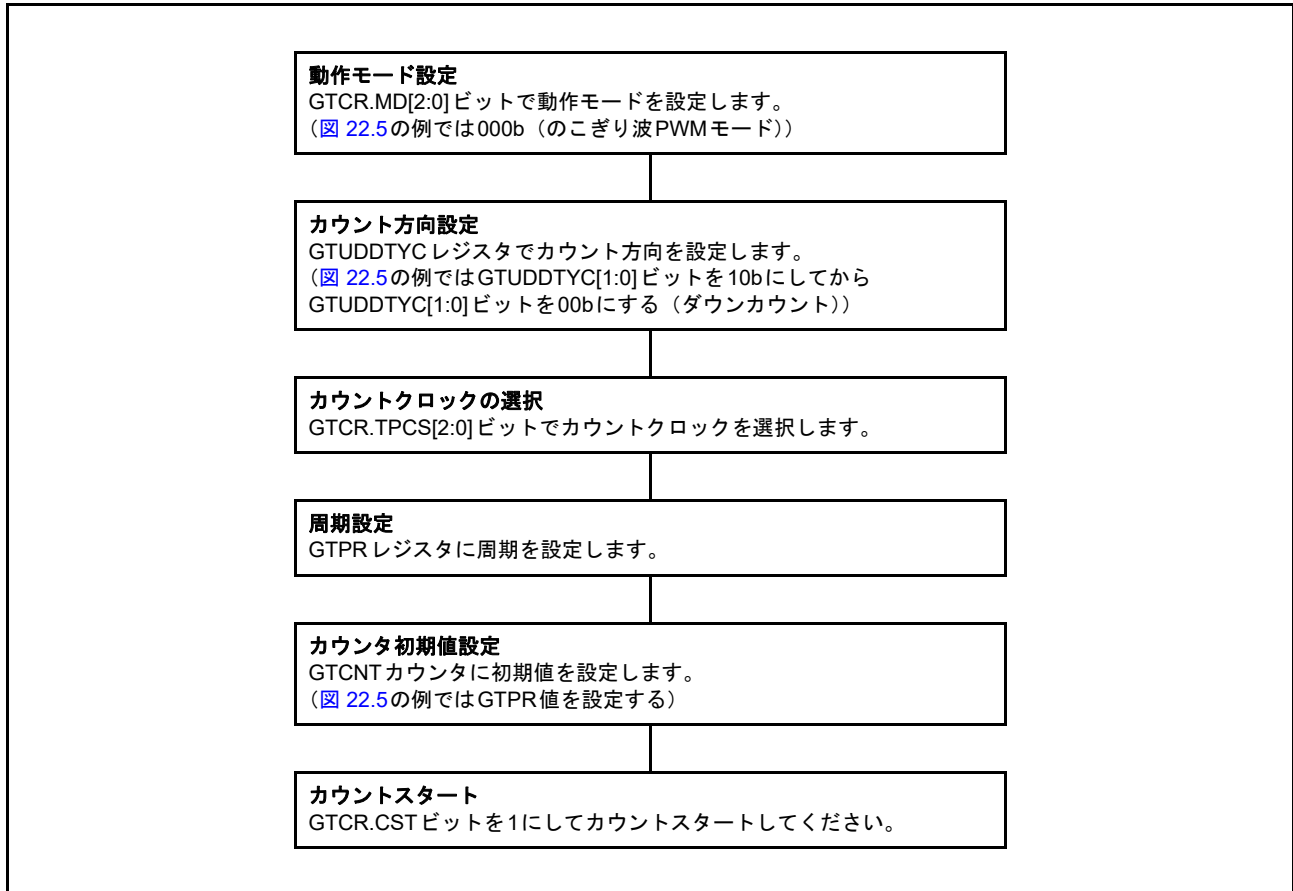 動作モード設定
GTCR.MD[2:0]ビットで動作モードを設定します。
（図 22.5の例では000b（のこぎり波PWMモード））
カウント方向設定
GTUDDTYCレジスタでカウント方向を設定します。
（図 22.5の例ではGTUDDTYC[1:0]ビットを10bにしてから
GTUDDTYC[1:0]ビットを00bにする（ダウンカウント））
カウントクロックの選択
GTCR.TPCS[2:0]ビットでカウントクロックを選択します。
周期設定
GTPRレジスタに周期を設定します。
カウンタ初期値設定
GTCNTカウンタに初期値を設定します。
（図 22.5の例ではGTPR値を設定する）
カウントスタート
GTCR.CSTビットを1にしてカウントスタートしてください。